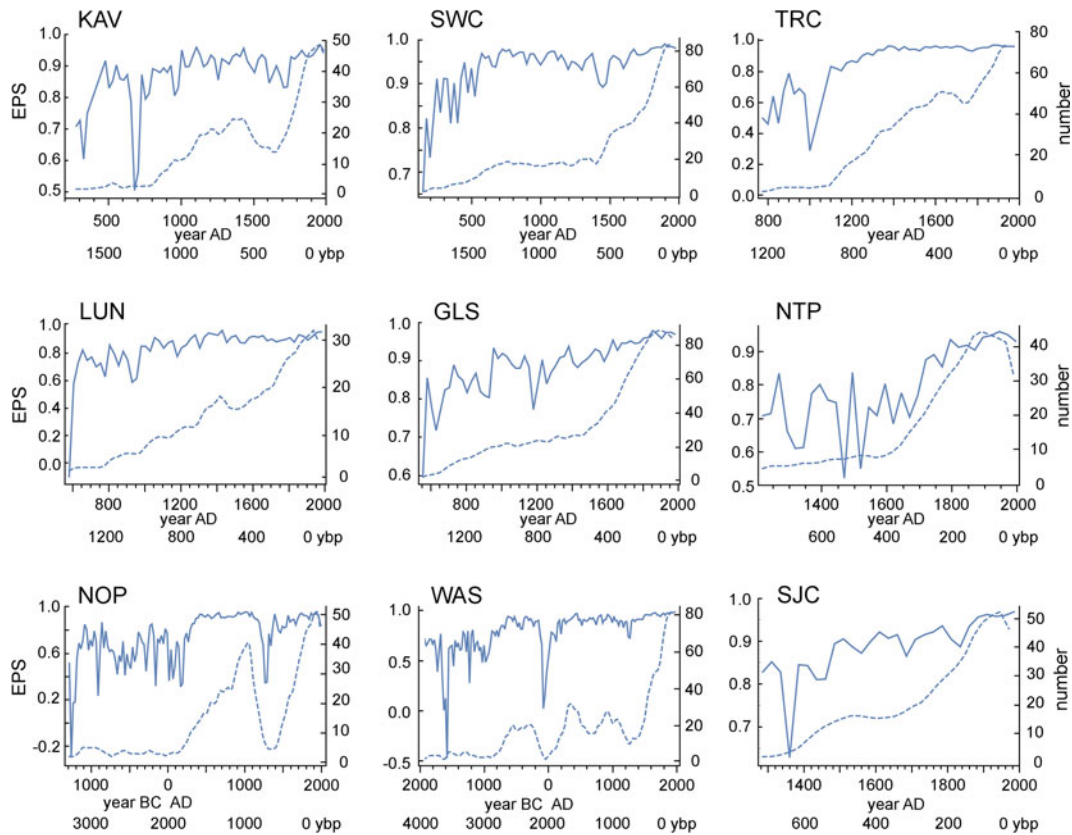 KAV SWC TRC
1.0 50 1.0 80 1.0 80
0.9 40 0.9 60 0.8 60
0.8 30 0.6
EPS 0.7 20 0.8 40 0.4 40 number
0.6 10 0.7 20 0.2 20
0.5 0 0 0.0 0
500 1000 1500 2000 500 1000 1500 2000 800 1200 1600 2000
year AD year AD year AD
1500 1000 500 0 ybp 1500 1000 500 0 ybp 1200 800 400 0 ybp
LUN GLS NTP
1.0 30 1.0 80 0.9 40
0.8 0.9 60 0.8 30
EPS 0.6 20 0.8 40 0.7 20 number
0.4 10 0.7 20 0.6 10
0.2
0.0 0 0.6 0 0.5 0
800 1200 1600 2000 800 1200 1600 2000 1400 1600 1800 2000
year AD year AD year AD
1200 800 400 0 ybp 1200 800 400 0 ybp 600 400 200 0 ybp
NOP WAS SJC
1.0 50 1.0 80 1.0 50
40 60 0.9 40
EPS 0.6 30 0.5 40 0.8 30 number
0.2 20 0.0 20 0.7 20
-0.2 10 10
0 -0.5 0 0
1000 0 1000 2000 2000 1000 0 1000 2000 1400 1600 1800 2000
year BC AD year BC AD year AD
3000 2000 1000 0 ybp 4000 3000 2000 1000 0 ybp 600 400 200 0 ybp